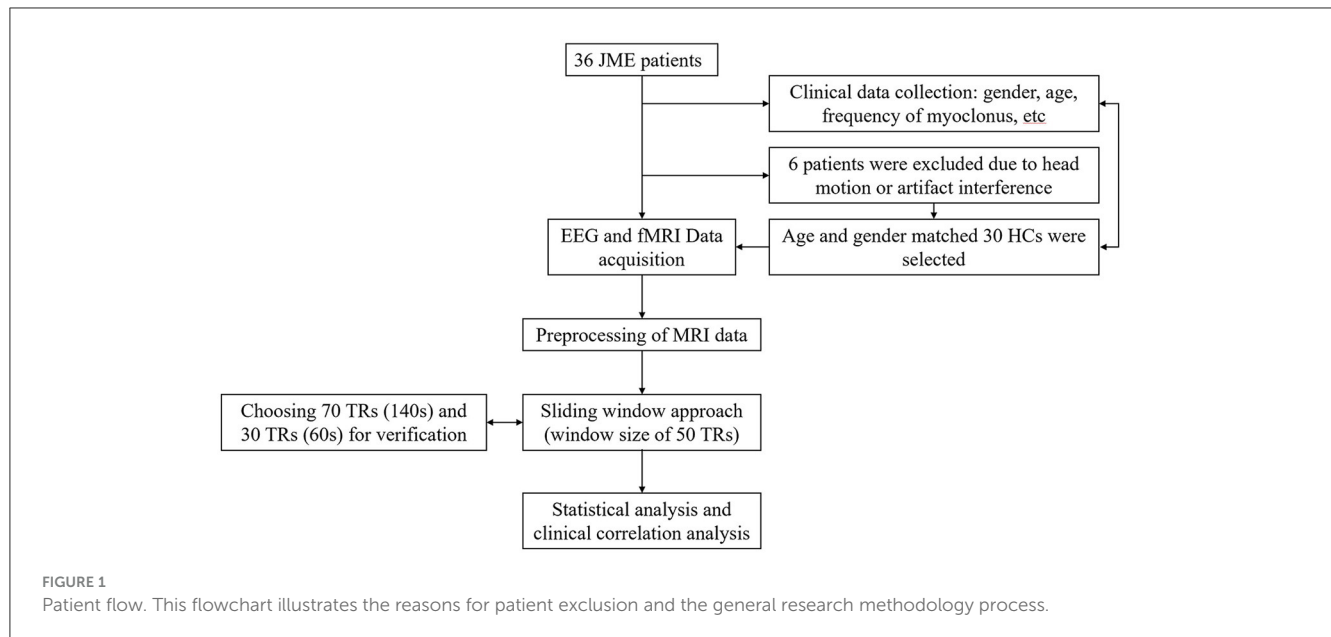 36 JME patients
Clinical data collection: gender, age,
frequency of myoclonus, etc
6 patients were excluded due to head
motion or artifact interference
EEG and fMRI Data
acquisition
Age and gender matched 30 HCs were
selected
Preprocessing of MRI data
Choosing 70 TRs (140s) and
30 TRs (60s) for verification
Sliding window approach
(window size of 50 TRs)
Statistical analysis and
clinical correlation analysis
FIGURE 1
Patient flow. This flowchart illustrates the reasons for patient exclusion and the general research methodology process.